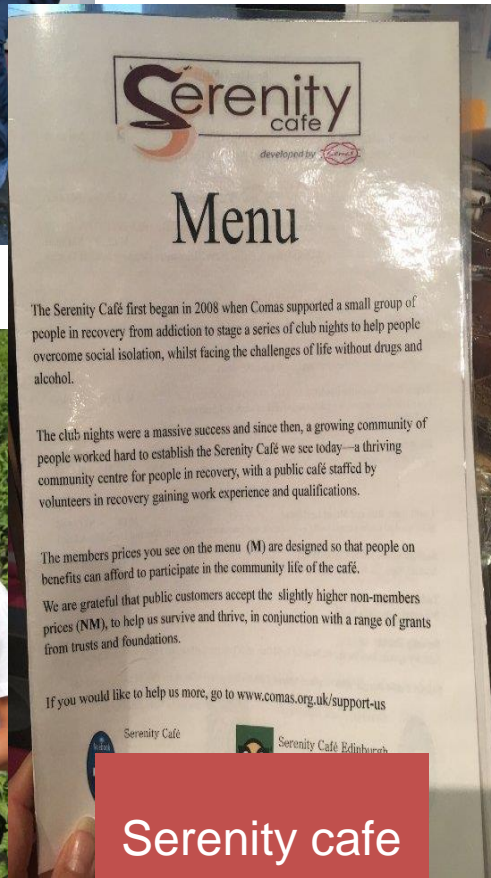 Serenity
cafe
developed by comas
Menu
The Serenity Café first began in 2008 when Comas supported a small group of
people in recovery from addiction to stage a series of club nights to help people
overcome social isolation, whilst facing the challenges of life without drugs and
alcohol.
The club nights were a massive success and since then, a growing community of
people worked hard to establish the Serenity Café we see today—a thriving
community centre for people in recovery, with a public café staffed by
volunteers in recovery gaining work experience and qualifications.
The members prices you see on the menu (M) are designed so that people on
benefits can afford to participate in the community life of the café.
We are grateful that public customers accept the slightly higher non-members
prices (NM), to help us survive and thrive, in conjunction with a range of grants
from trusts and foundations.
If you would like to help us more, go to www.comas.org.uk/support-us
Serenity Café
Serenity Café Edinburgh
Serenity cafe